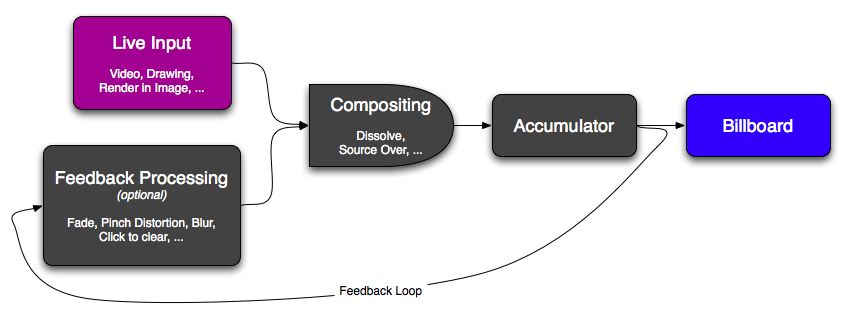 Live Input
Video, Drawing,
Render in Image, ...
Compositing
Dissolve,
Source Over, ...
Accumulator
Billboard
Feedback Processing
(optional)
Fade, Pinch Distortion, Blur,
Click to clear, ...
Feedback Loop